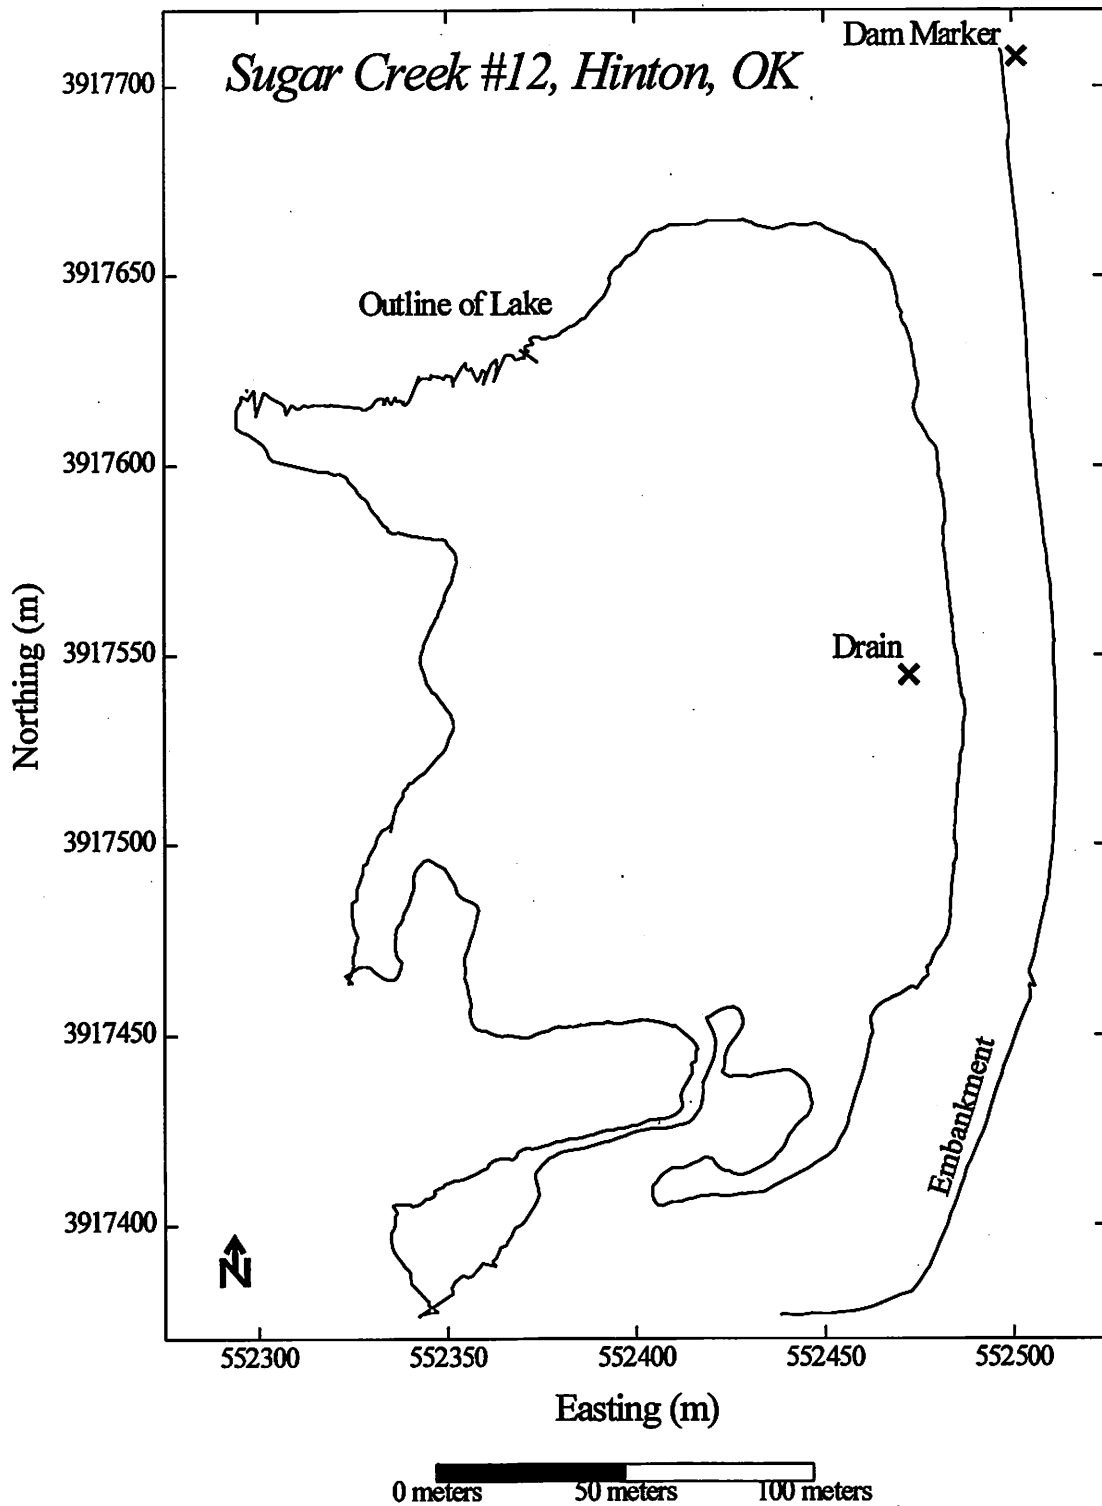 Dam Marker
Sugar Creek #12, Hinton, OK
3917700
3917650
Outline of Lake
3917600
Northing (m)
3917550
Drain
3917500
3917450
Embankment
3917400
N
552300 552350 552400 552450 552500
Easting (m)
0 meters 50 meters 100 meters